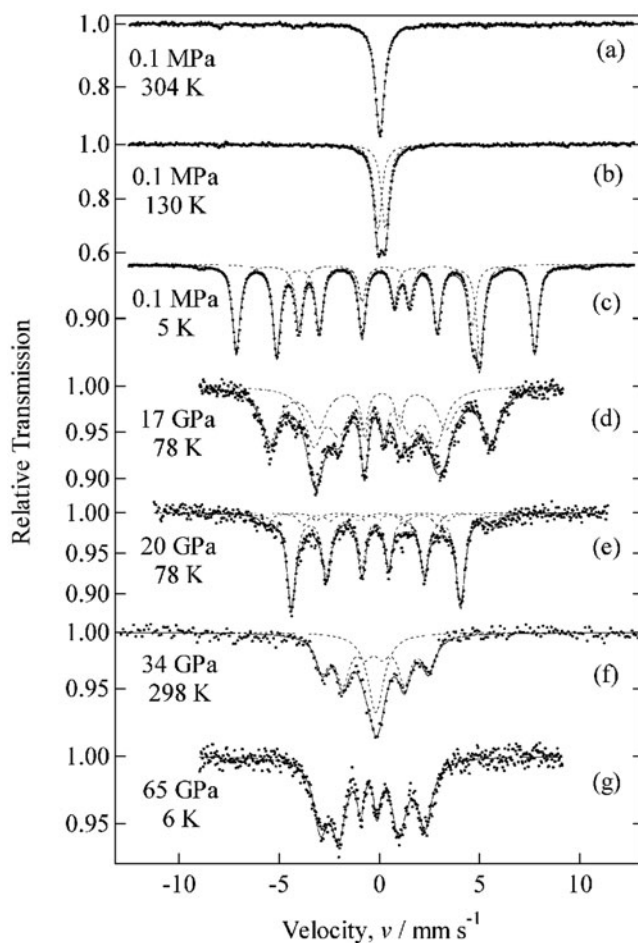 1.0
0.8
0.1 MPa
304 K
(a)
1.0
0.8
0.6
0.1 MPa
130 K
(b)
0.90
0.1 MPa
5 K
(c)
1.00
0.95
0.90
17 GPa
78 K
(d)
1.00
0.95
0.90
20 GPa
78 K
(e)
1.00
0.95
34 GPa
298 K
(f)
1.00
0.95
65 GPa
6 K
(g)
Relative Transmission
-10 -5 0 5 10
Velocity, v / mm s⁻¹